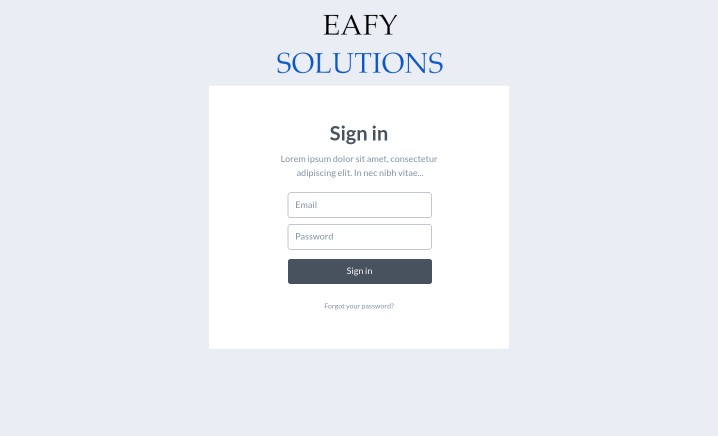 EAFY
SOLUTIONS
Sign in
Lorem ipsum dolor sit amet, consectetur
adipiscing elit. In nec nibh vitae...
Email
Password
Sign in
Forgot your password?